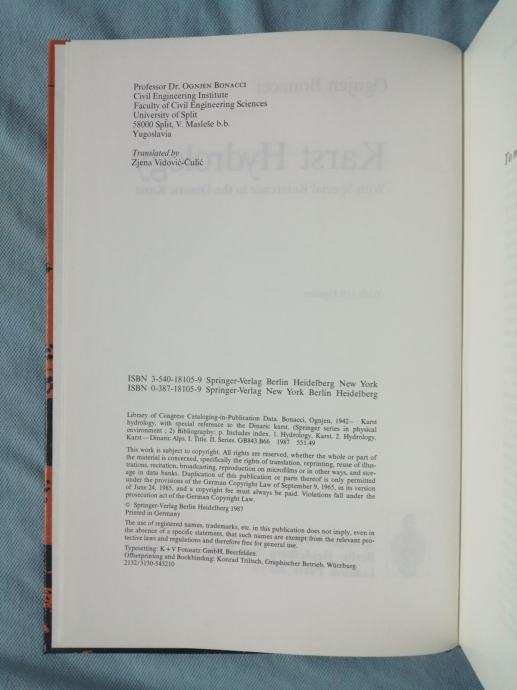 Professor Dr. OGNJEN BONACCI
Civil Engineering Institute
Faculty of Civil Engineering Sciences
University of Split
58000 Split, V. Masleše b.b.
Yugoslavia
Translated by
Zjena Vidović-Čulić
ISBN 3-540-18105-9 Springer-Verlag Berlin Heidelberg New York
ISBN 0-387-18105-9 Springer-Verlag New York Berlin Heidelberg
Library of Congress Cataloging-in-Publication Data. Bonacci, Ognjen, 1942– Karst
hydrology, with special reference to the Dinaric karst. (Springer series in physical
environment ; 2) Bibliography: p. Includes index. 1. Hydrology, Karst. 2. Hydrology,
Karst—Dinaric Alps. I. Title. II. Series. GB843.B66 1987 551.49
This work is subject to copyright. All rights are reserved, whether the whole or part of
the material is concerned, specifically the rights of translation, reprinting, reuse of illus-
trations, recitation, broadcasting, reproduction on microfilms or in other ways, and stor-
age in data banks. Duplication of this publication or parts thereof is only permitted
under the provisions of the German Copyright Law of September 9, 1965, in its version
of June 24, 1985, and a copyright fee must always be paid. Violations fall under the
prosecution act of the German Copyright Law.
© Springer-Verlag Berlin Heidelberg 1987
Printed in Germany
The use of registered names, trademarks, etc. in this publication does not imply, even in
the absence of a specific statement, that such names are exempt from the relevant pro-
tective laws and regulations and therefore free for general use.
Typesetting: K + V Fotosatz GmbH, Beerfelden.
Offsetprinting and Bookbinding: Konrad Triltsch, Graphischer Betrieb, Würzburg
2132/3130-543210